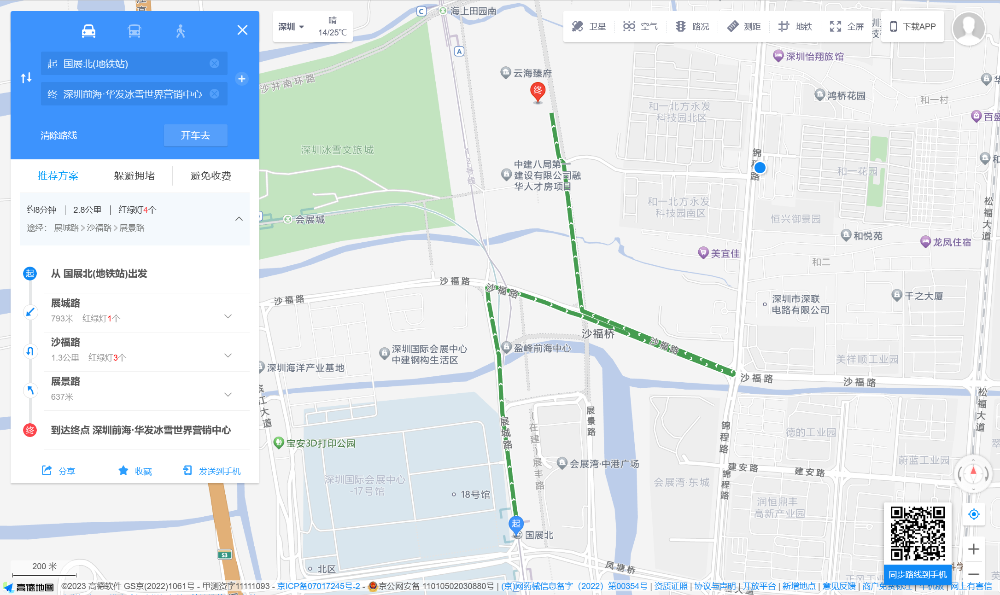 起 国展北(地铁站)
终 深圳前海·华发冰雪世界营销中心
清除路线
开车去
推荐方案
躲避拥堵
避免收费
约8分钟 | 2.8公里 | 红绿灯4个
途经： 展城路 > 沙福路 > 展景路
起 从 国展北(地铁站)出发
展城路
793米 红绿灯1个
沙福路
1.3公里 红绿灯3个
展景路
637米
终 到达终点 深圳前海·华发冰雪世界营销中心
分享
收藏
发送到手机
深圳
晴
14/25℃
卫星
空气
路况
测距
地铁
全屏
下载APP
C
海上田园南
A
沙井南环路
云海臻府
终
深圳怡翔旅馆
鸿桥花园
和一村
百盛
和一北方永发
科技园北区
深圳冰雪文旅城
12号线
中建八局第一
建设有限公司融
华人才房项目
锦程路
和一花园
会展城
和一北方永发
科技园南区
恒兴御景园
松福大道
和悦苑
龙凤住宿
美宜佳
和二
沙福路
沙福路
沙福路
深圳市深联
电路有限公司
千之大厦
沙福桥
沙福路
深圳国际会展中心
中建钢构生活区
盈峰前海中心
深圳海洋产业基地
美祥顺工业园
沙福路
沙福路
松福大道
滨江大道
展城路
(在建)展丰路
展景路
锦程路
德的工业园
宝安3D打印公园
会展湾·中港广场
蔚蓝工业园
建安路
建安路
锦程路
会展湾·东城
深圳国际会展中心
-17号馆
18号馆
润恒鼎丰
高新产业园
起
国展北
S3
北区
凤塘桥
200 米
同步路线到手机
高德地图
©2023 高德软件 GS京(2022)1061号 - 甲测资字11111093 - 京ICP备07017245号-2 - 京公网安备 11010502030880号 | (京)网药械信息备字（2022）第00354号 | 资质证照 | 协议与声明 | 开放平台 | 新增地点 | 意见反馈 | 商户免费标注 | 单机版 | 网上有害信